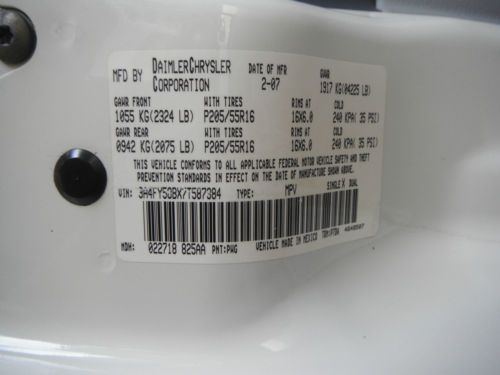 MFD BY DAIMLERCHRYSLER CORPORATION DATE OF MFR 2-07 GVWR 1917 KG(04225 LB)
GAWR FRONT WITH TIRES RIMS AT COLD
1055 KG(2324 LB) P205/55R16 16X6.0 240 KPA( 35 PSI)
GAWR REAR WITH TIRES RIMS AT COLD
0942 KG(2075 LB) P205/55R16 16X6.0 240 KPA( 35 PSI)
THIS VEHICLE CONFORMS TO ALL APPLICABLE FEDERAL MOTOR VEHICLE SAFETY AND THEFT
PREVENTION STANDARDS IN EFFECT ON THE DATE OF MANUFACTURE SHOWN ABOVE.
VIN: TYPE: MPV SINGLE X DUAL
MDH: 022718 825AA PNT:PWG VEHICLE MADE IN MEXICO